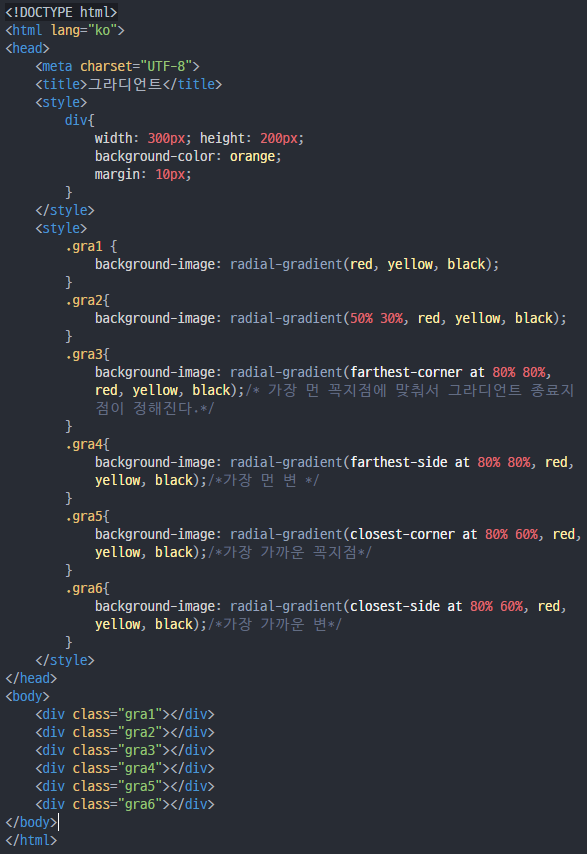 <!DOCTYPE html>
<html lang="ko">
<head>
    <meta charset="UTF-8">
    <title>그라디언트</title>
    <style>
        div{
            width: 300px; height: 200px;
            background-color: orange;
            margin: 10px;
        }
    </style>
    <style>
        .gra1 {
            background-image: radial-gradient(red, yellow, black);
        }
        .gra2{
            background-image: radial-gradient(50% 30%, red, yellow, black);
        }
        .gra3{
            background-image: radial-gradient(farthest-corner at 80% 80%,
            red, yellow, black);/* 가장 먼 꼭지점에 맞춰서 그라디언트 종료지
            점이 정해진다.*/
        }
        .gra4{
            background-image: radial-gradient(farthest-side at 80% 80%, red,
            yellow, black);/*가장 먼 변 */
        }
        .gra5{
            background-image: radial-gradient(closest-corner at 80% 60%, red,
            yellow, black);/*가장 가까운 꼭지점*/
        }
        .gra6{
            background-image: radial-gradient(closest-side at 80% 60%, red,
            yellow, black);/*가장 가까운 변*/
        }
    </style>
</head>
<body>
    <div class="gra1"></div>
    <div class="gra2"></div>
    <div class="gra3"></div>
    <div class="gra4"></div>
    <div class="gra5"></div>
    <div class="gra6"></div>
</body>
</html>